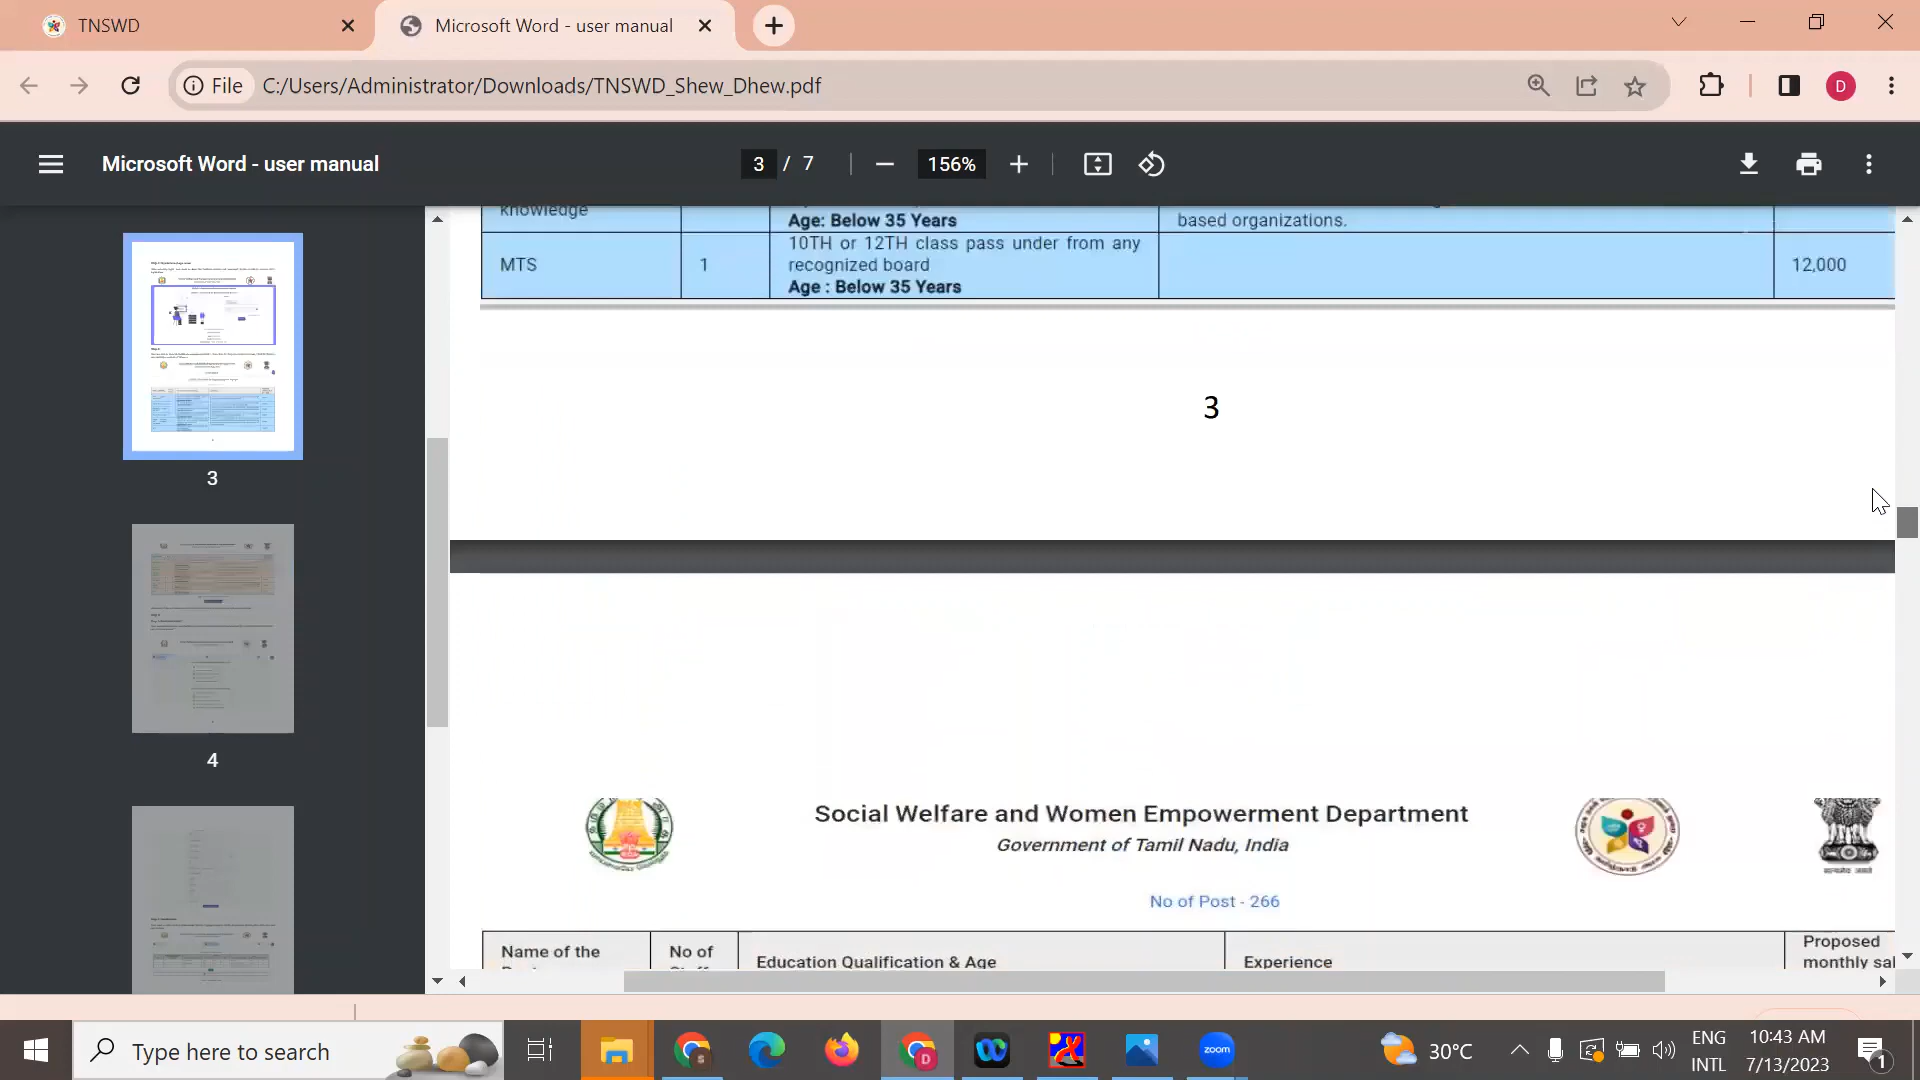 TNSWD
Microsoft Word - user manual
File
C:/Users/Administrator/Downloads/TNSWD_Shew_Dhew.pdf
D
Microsoft Word - user manual
3 / 7
156%
3
4
knowledge
Age: Below 35 Years
based organizations.
MTS
1
10TH or 12TH class pass under from any
recognized board
Age : Below 35 Years
12,000
3
Social Welfare and Women Empowerment Department
Government of Tamil Nadu, India
No of Post - 266
Name of the
No of
Education Qualification & Age
Experience
Proposed
monthly sal
Type here to search
zoom
30°C
ENG
INTL
10:43 AM
7/13/2023
1